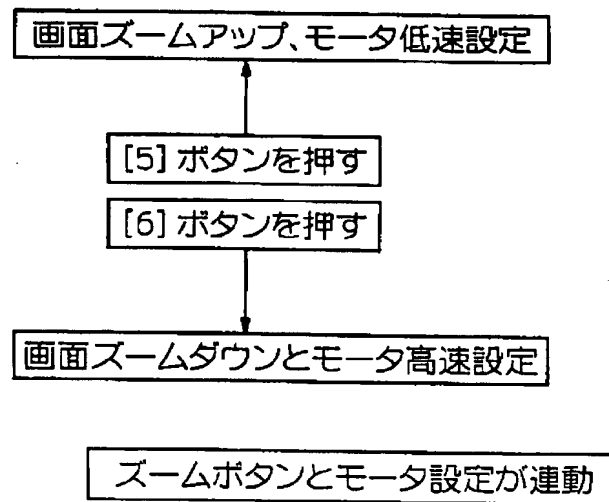 画面ズームアップ、モータ低速設定
[5] ボタンを押す
[6] ボタンを押す
画面ズームダウンとモータ高速設定
ズームボタンとモータ設定が連動